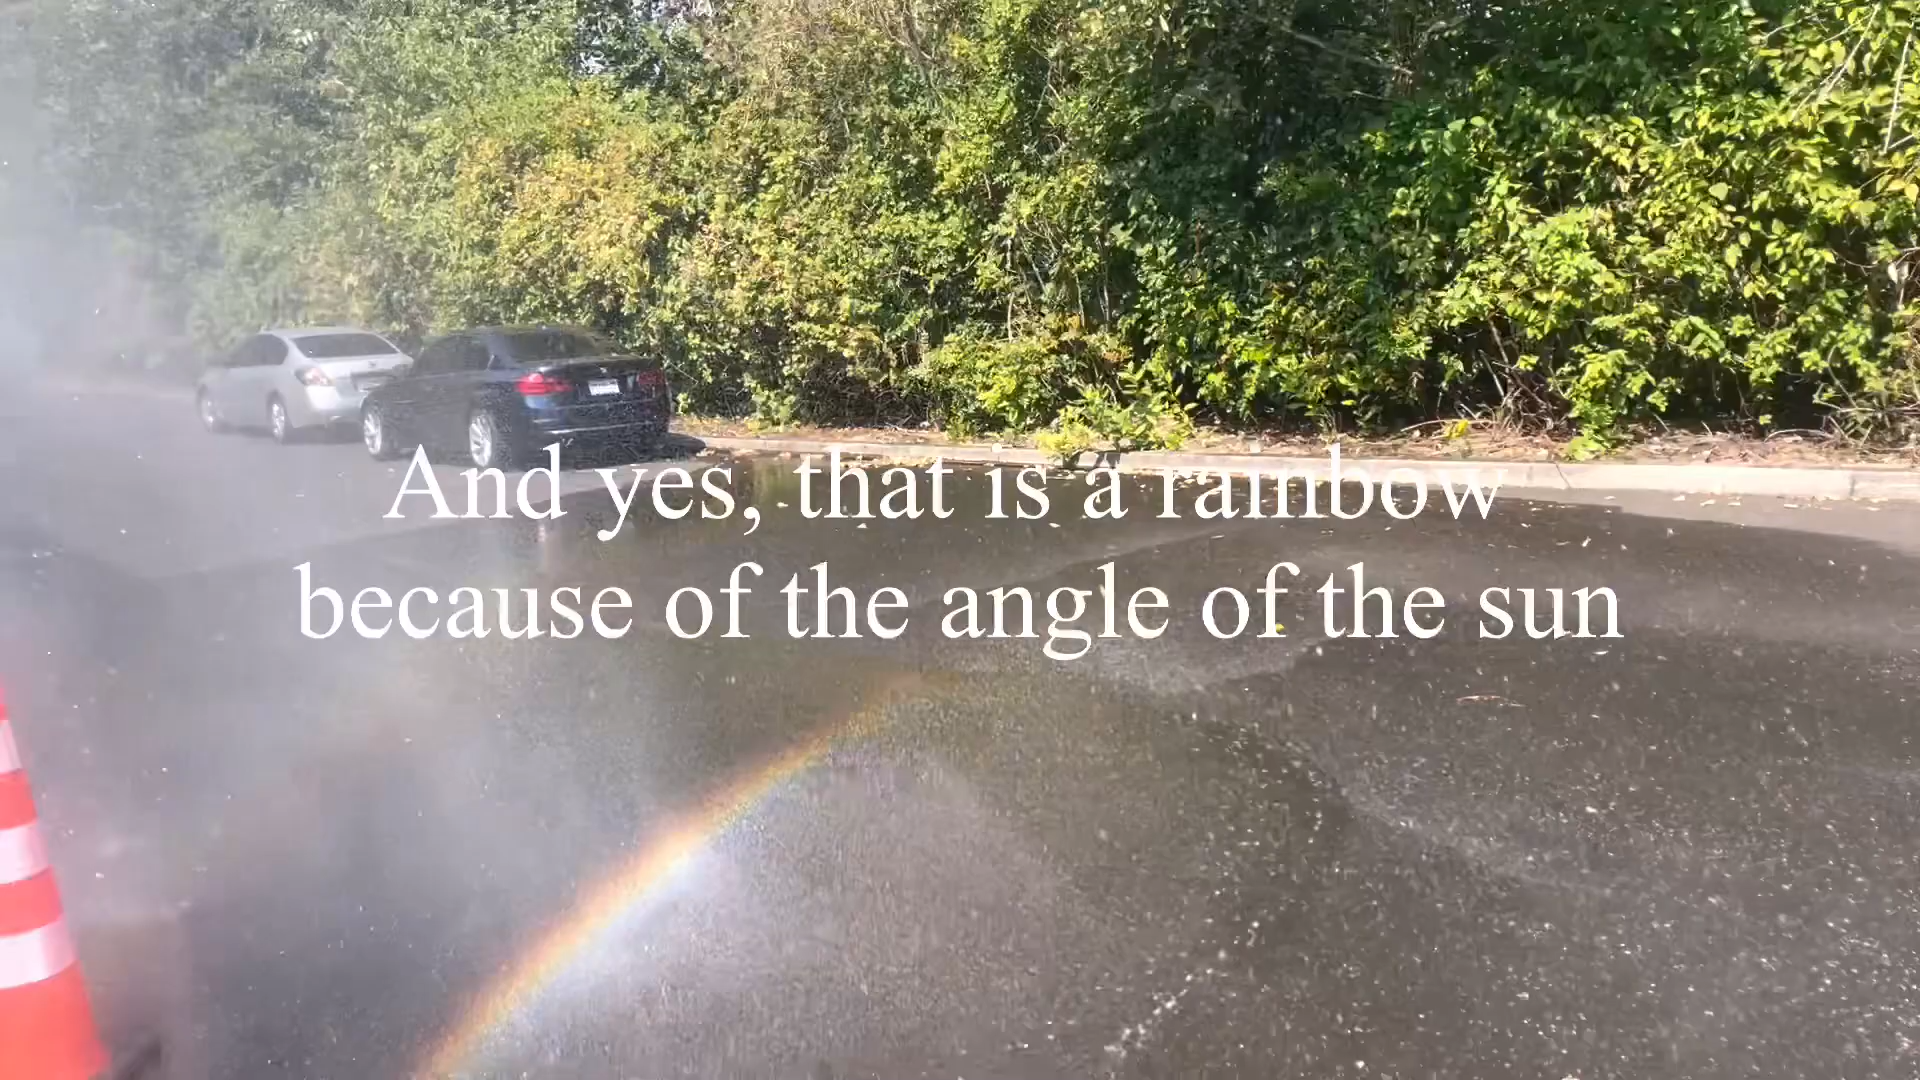 And yes, that is a rainbow
because of the angle of the sun